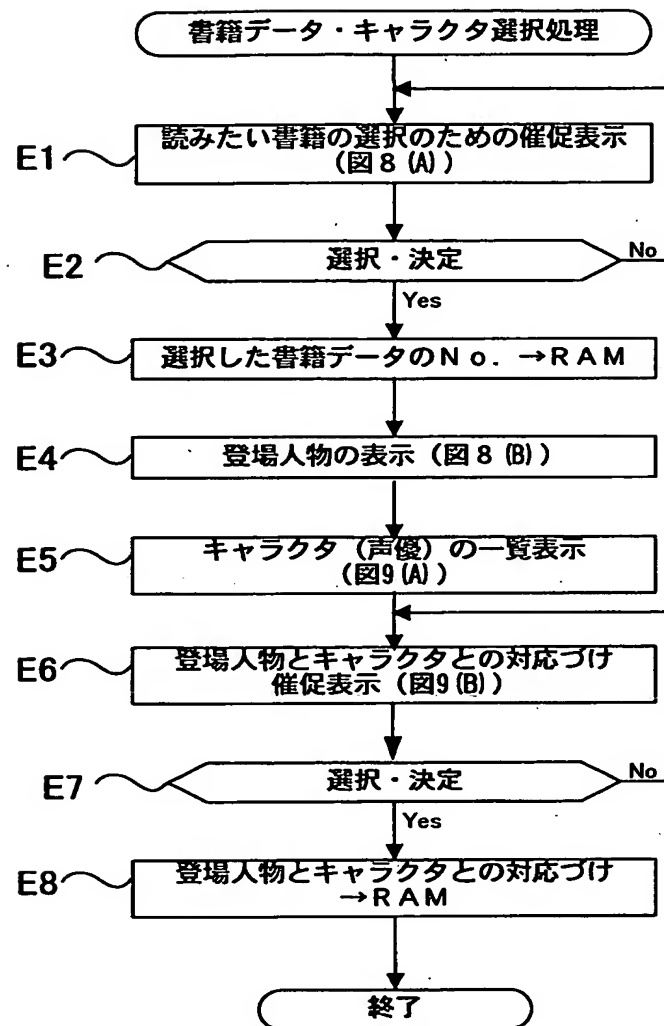 書籍データ・キャラクタ選択処理
E1
読みたい書籍の選択のための催促表示
(図8(A))
E2
選択・決定
No
Yes
E3
選択した書籍データのNo.→RAM
E4
登場人物の表示(図8(B))
E5
キャラクタ(声優)の一覧表示
(図9(A))
E6
登場人物とキャラクタとの対応づけ
催促表示(図9(B))
E7
選択・決定
No
Yes
E8
登場人物とキャラクタとの対応づけ
→RAM
終了